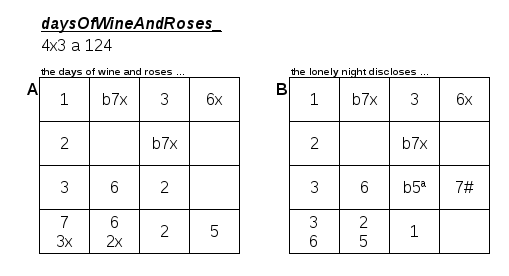 daysOfWineAndRoses_
4x3 a 124
the days of wine and roses ...
A
1 b7x 3 6x
2 b7x
3 6 2
7 6 2 5
3x 2x
the lonely night discloses ...
B
1 b7x 3 6x
2 b7x
3 6 b5ª 7#
3 2 1
6 5